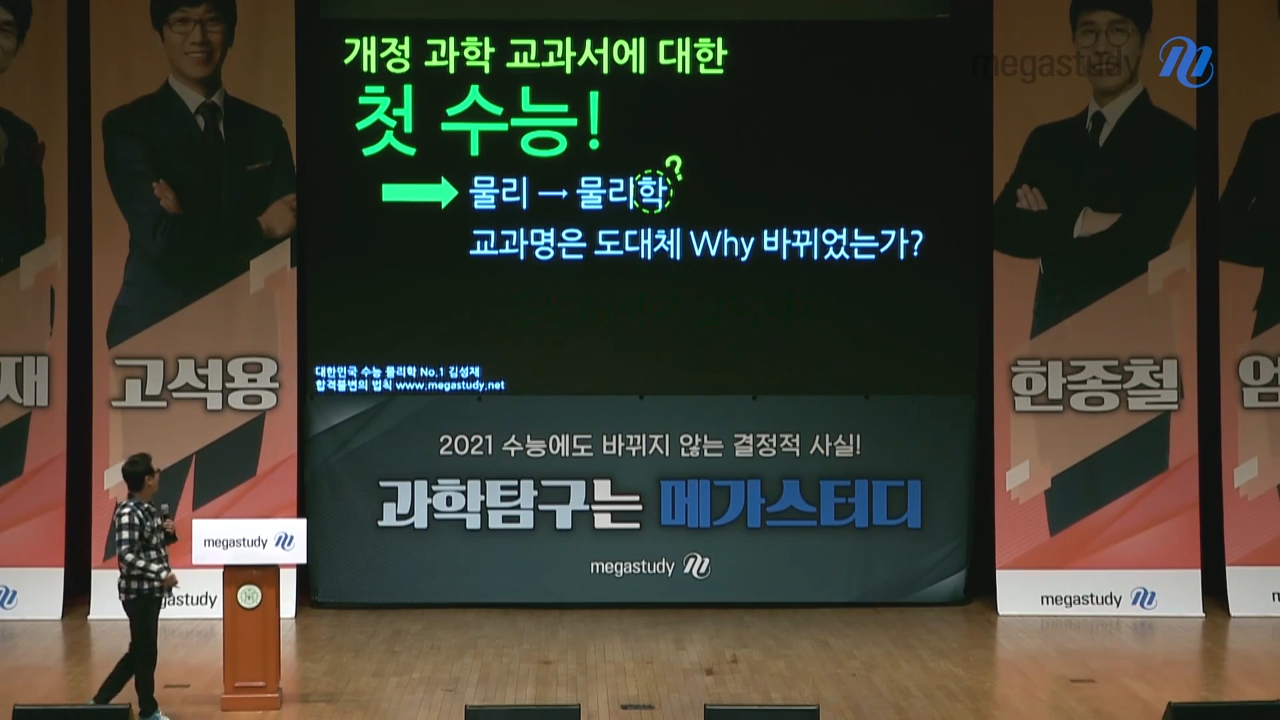 개정 과학 교과서에 대한
첫 수능!
물리 → 물리학?
교과명은 도대체 Why 바뀌었는가?
대한민국 수능 물리학 No.1 김성재
합격불변의 법칙 www.megastudy.net
2021 수능에도 바뀌지 않는 결정적 사실!
과학탐구는 메가스터디
megastudy
재
고석용
한종철
엄
megastudy
megastudy
megastudy
megastudy